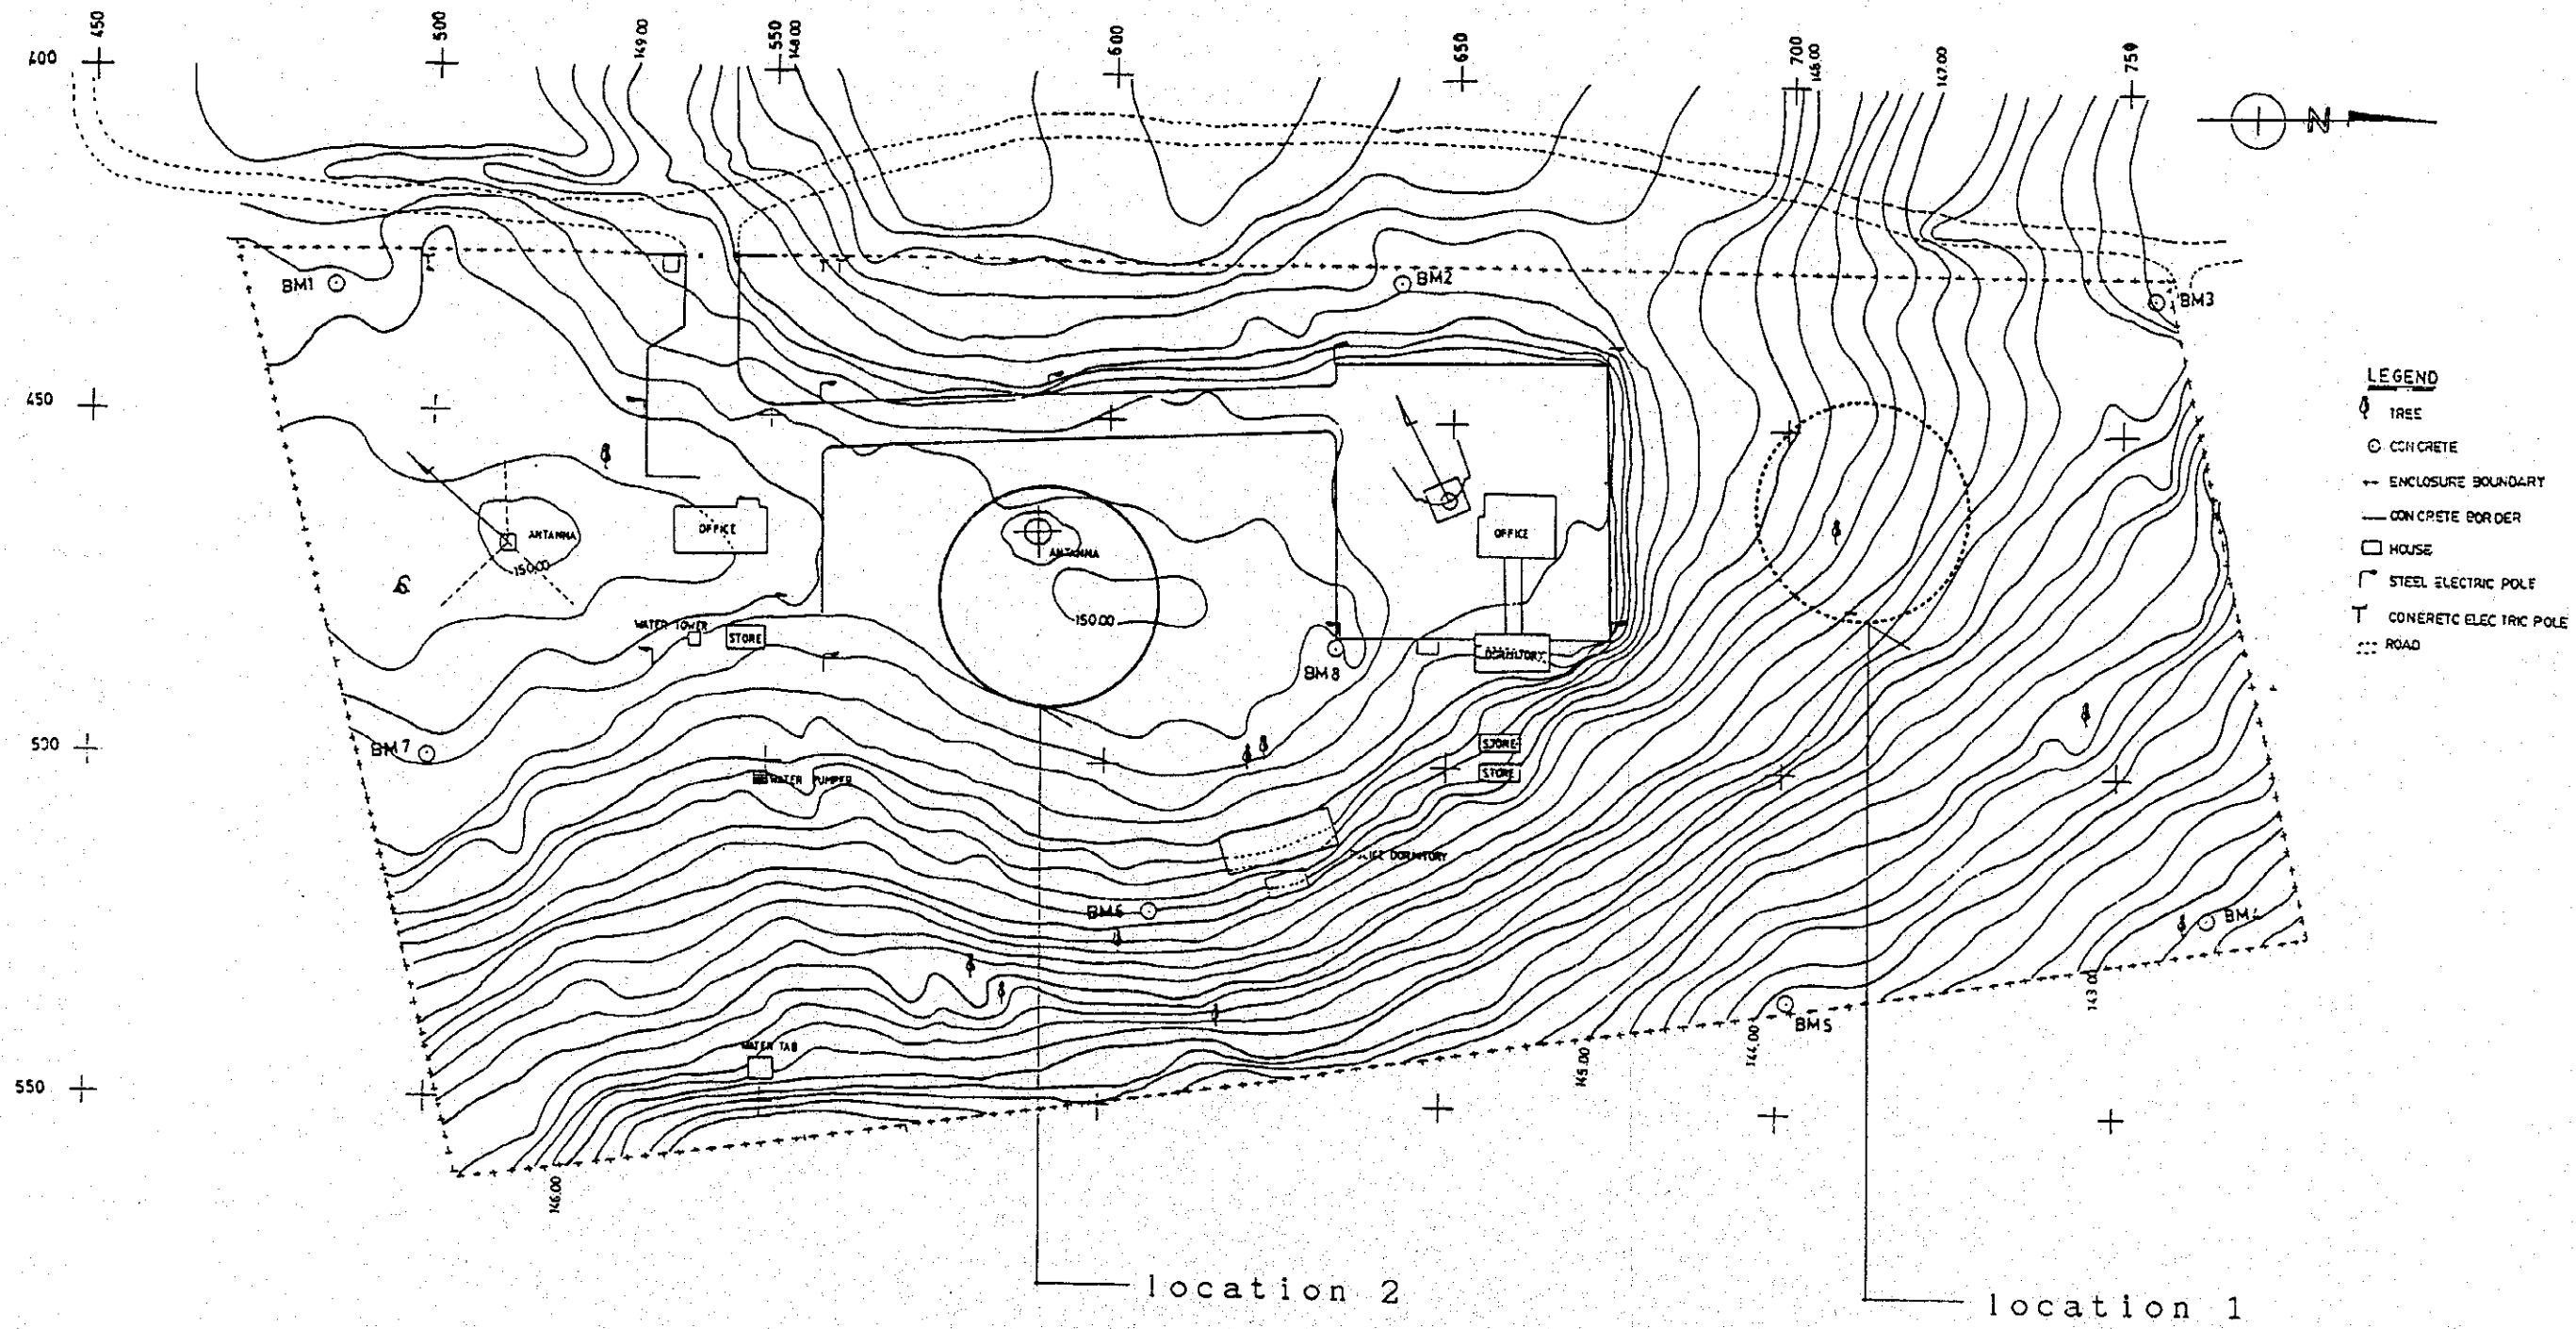 450
500
149.00
550
148.00
600
650
700
148.00
147.00
750
400
N
BM1
BM2
BM3
LEGEND
TREE
CONCRETE
ENCLOSURE BOUNDARY
CONCRETE BORDER
HOUSE
STEEL ELECTRIC POLE
CONERETC ELECTRIC POLE
ROAD
450
ANTANNA
150.00
OFFICE
ANTANNA
150.00
OFFICE
WATER TOWER
STORE
DORMITORY
BM8
500
BM7
WATER PUMPER
STORE
STORE
DORMITORY
BM6
BM4
BM5
143.00
144.00
145.00
WATER TAB
550
146.00
location 2
location 1